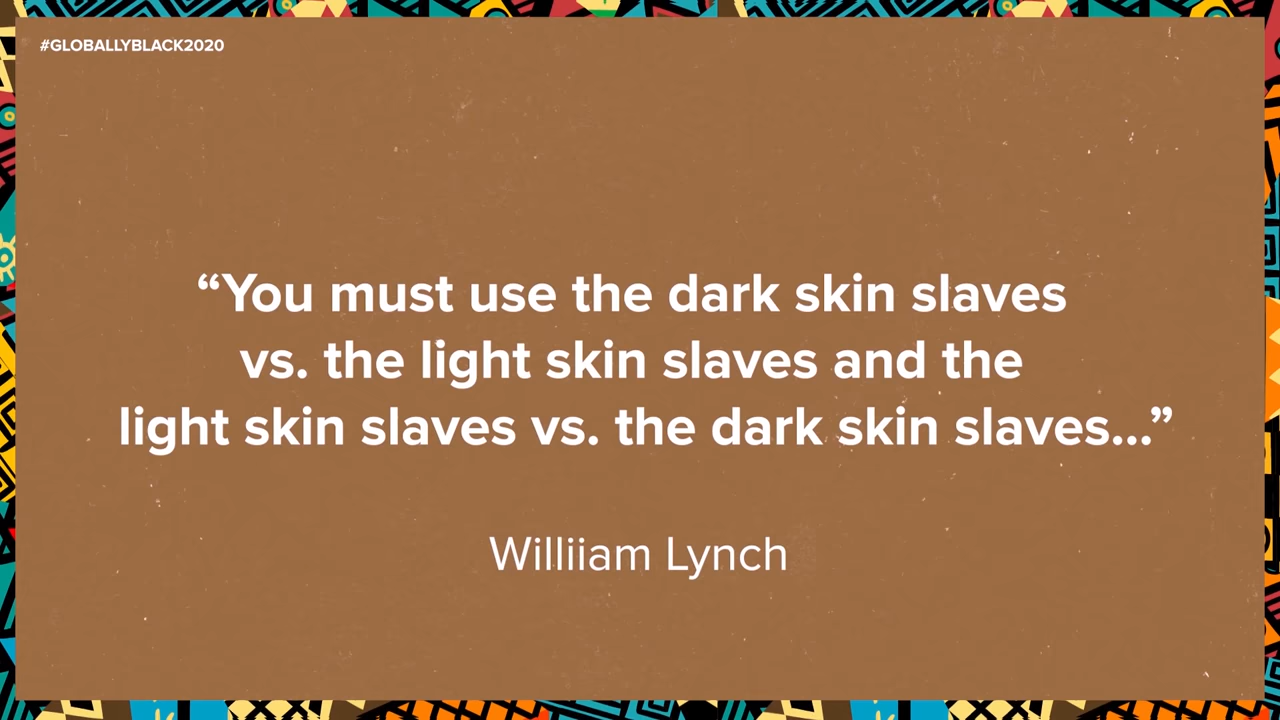 #GLOBALLYBLACK2020
“You must use the dark skin slaves
vs. the light skin slaves and the
light skin slaves vs. the dark skin slaves...”
Williiam Lynch